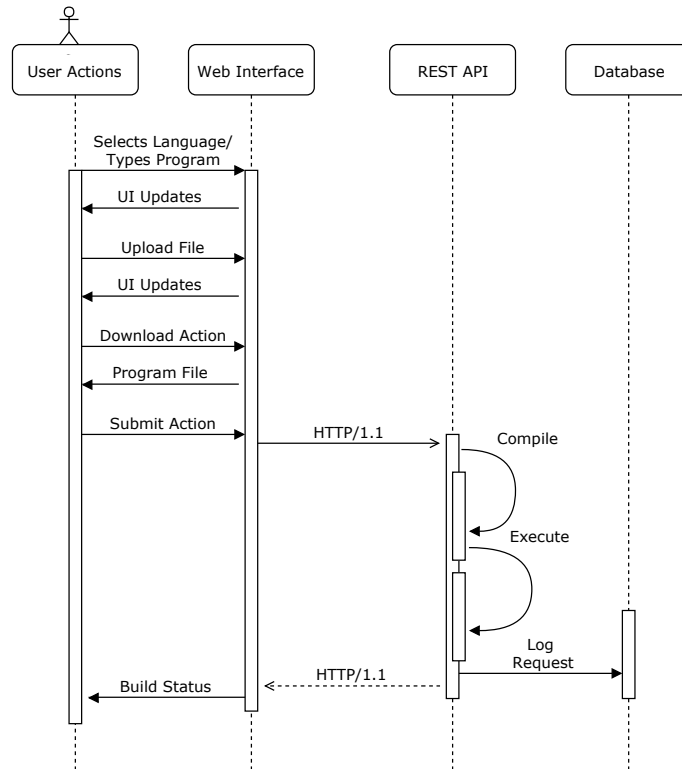 User Actions
Web Interface
REST API
Database
Selects Language/
Types Program
UI Updates
Upload File
UI Updates
Download Action
Program File
Submit Action
HTTP/1.1
Compile
Execute
Log
Request
HTTP/1.1
Build Status